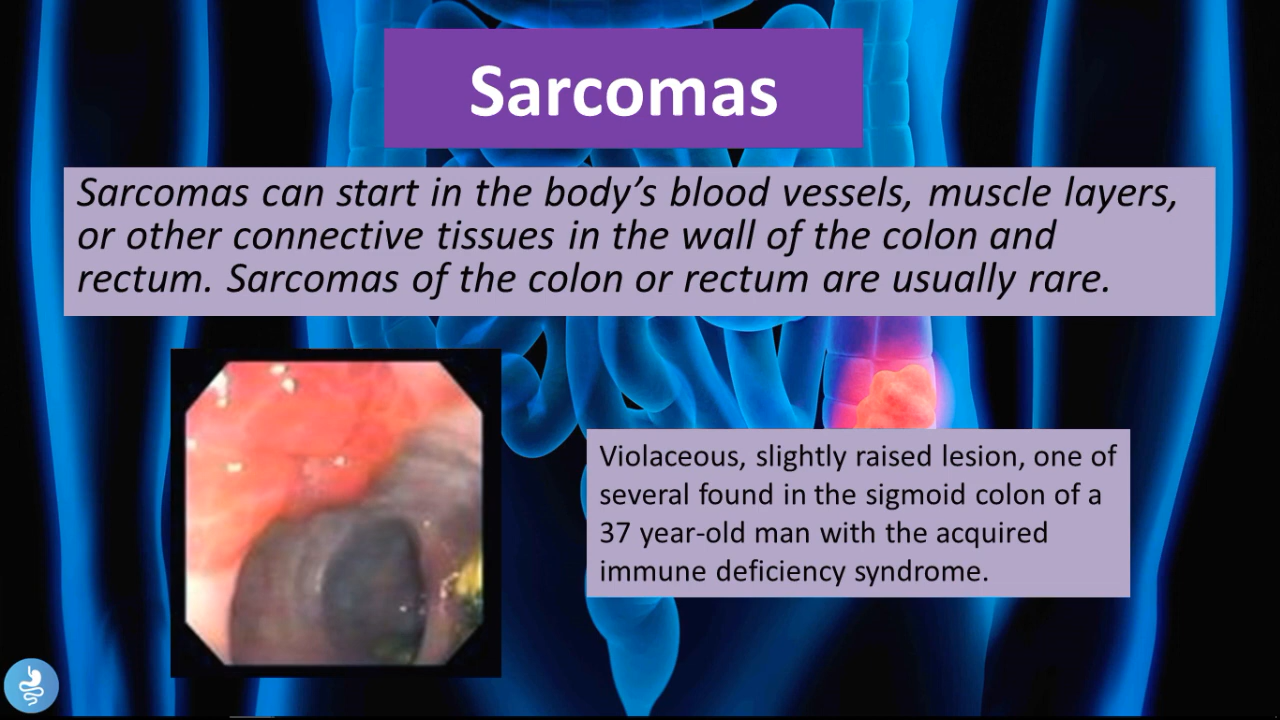 Sarcomas
Sarcomas can start in the body’s blood vessels, muscle layers,
or other connective tissues in the wall of the colon and
rectum. Sarcomas of the colon or rectum are usually rare.
Violaceous, slightly raised lesion, one of
several found in the sigmoid colon of a
37 year-old man with the acquired
immune deficiency syndrome.